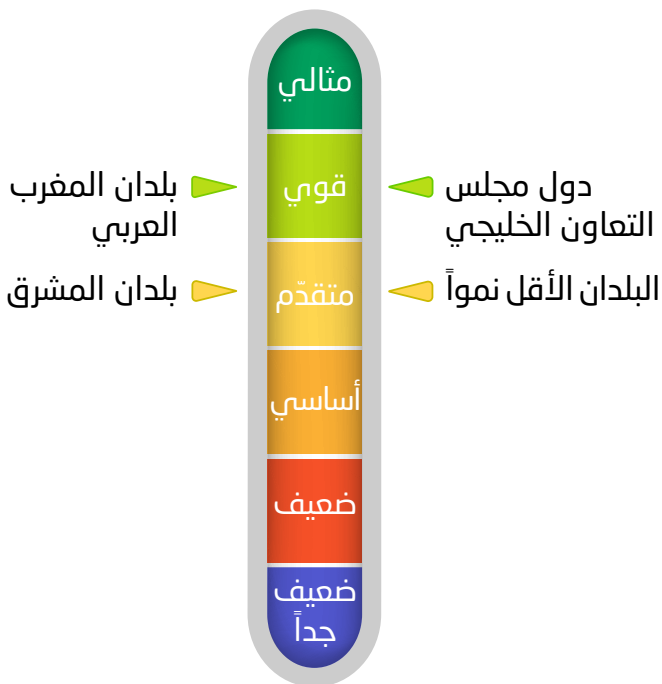 مثالي
دول مجلس
التعاون الخليجي
قوي
بلدان المغرب
العربي
البلدان الأقل نمواً
متقدّم
بلدان المشرق
أساسي
ضعيف
ضعيف
جداً